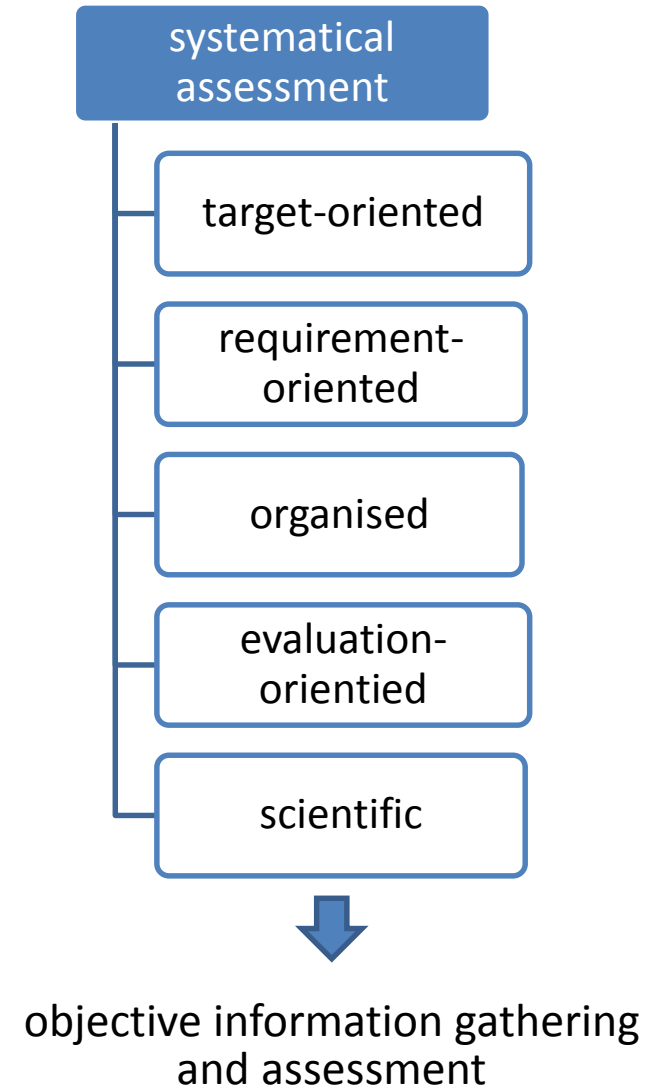 systematical
assessment
target-oriented
requirement-
oriented
organised
evaluation-
orientied
scientific
objective information gathering
and assessment